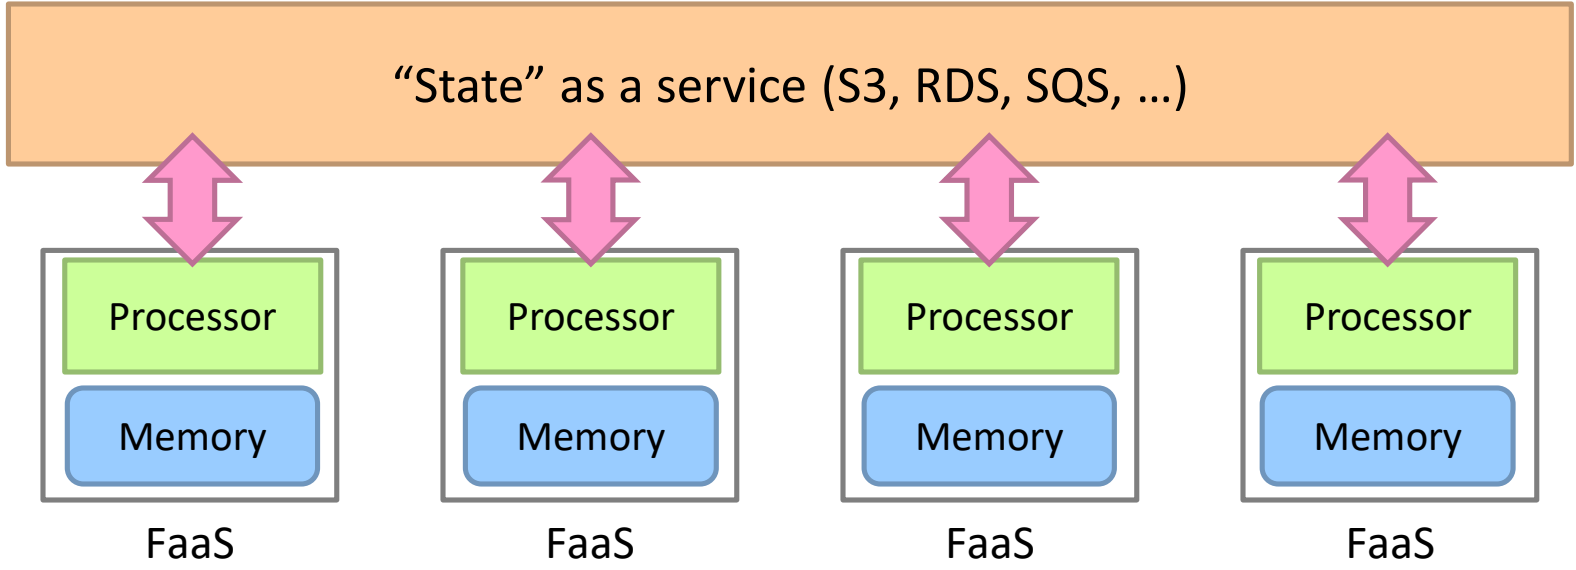 “State” as a service (S3, RDS, SQS, …)
Processor
Processor
Processor
Processor
Memory
Memory
Memory
Memory
FaaS
FaaS
FaaS
FaaS